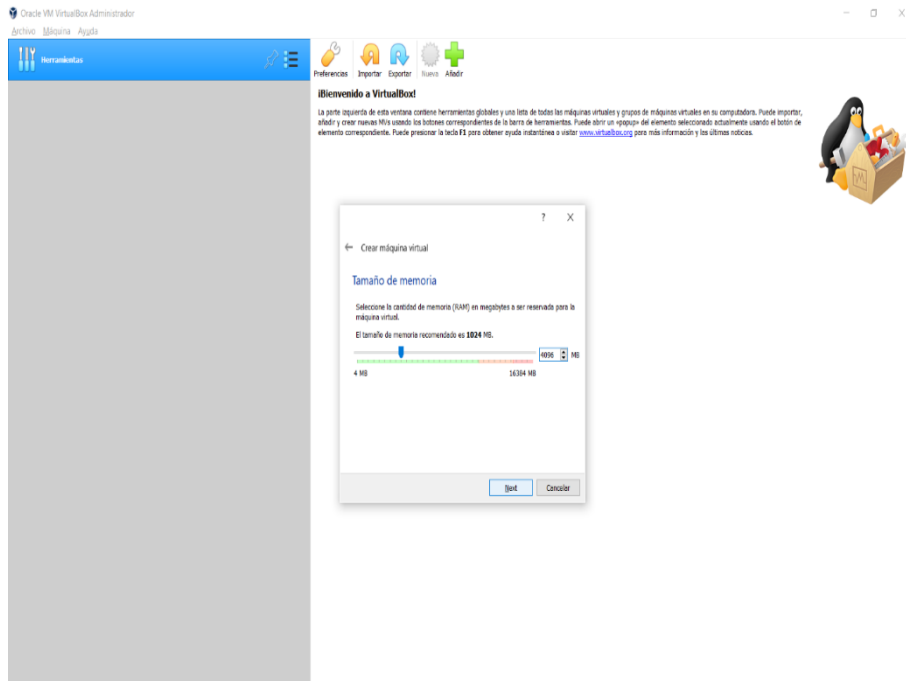 Oracle VM VirtualBox Administrador
Archivo Máquina Ayuda
Herramientas
Preferencias Importar Exportar Nueva Añadir
¡Bienvenido a VirtualBox!
La parte izquierda de esta ventana contiene herramientas globales y una lista de todas las máquinas virtuales y grupos de máquinas virtuales en su computadora. Puede importar,
añadir y crear nuevas MVs usando los botones correspondientes de la barra de herramientas. Puede abrir un «popup» del elemento seleccionado actualmente usando el botón de
elemento correspondiente. Puede presionar la tecla F1 para obtener ayuda instantánea o visitar www.virtualbox.org para más información y las últimas noticias.
? X
Crear máquina virtual
Tamaño de memoria
Seleccione la cantidad de memoria (RAM) en megabytes a ser reservada para la
máquina virtual.
El tamaño de memoria recomendado es 1024 MB.
4096 MB
4 MB 16384 MB
Next Cancelar